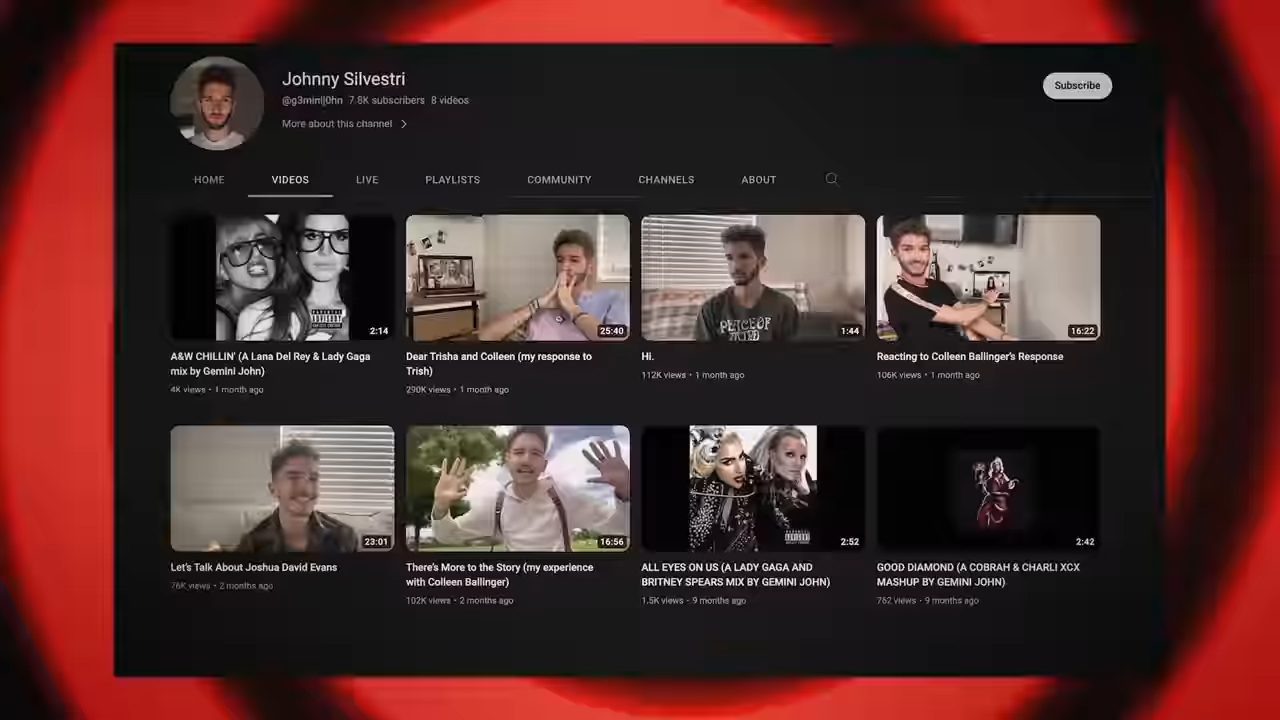 Johnny Silvestri
@g3mini|j0hn 7.8K subscribers 8 videos
More about this channel
Subscribe
HOME VIDEOS LIVE PLAYLISTS COMMUNITY CHANNELS ABOUT
2:14
25:40
1:44
16:22
A&W CHILLIN' (A Lana Del Rey & Lady Gaga
mix by Gemini John)
4K views • 1 month ago
Dear Trisha and Colleen (my response to
Trish)
290K views • 1 month ago
Hi.
112K views • 1 month ago
Reacting to Colleen Ballinger's Response
106K views • 1 month ago
23:01
16:56
2:52
2:42
Let's Talk About Joshua David Evans
76K views • 2 months ago
There's More to the Story (my experience
with Colleen Ballinger)
102K views • 2 months ago
ALL EYES ON US (A LADY GAGA AND
BRITNEY SPEARS MIX BY GEMINI JOHN)
1.5K views • 9 months ago
GOOD DIAMOND (A COBRAH & CHARLI XCX
MASHUP BY GEMINI JOHN)
762 views • 9 months ago